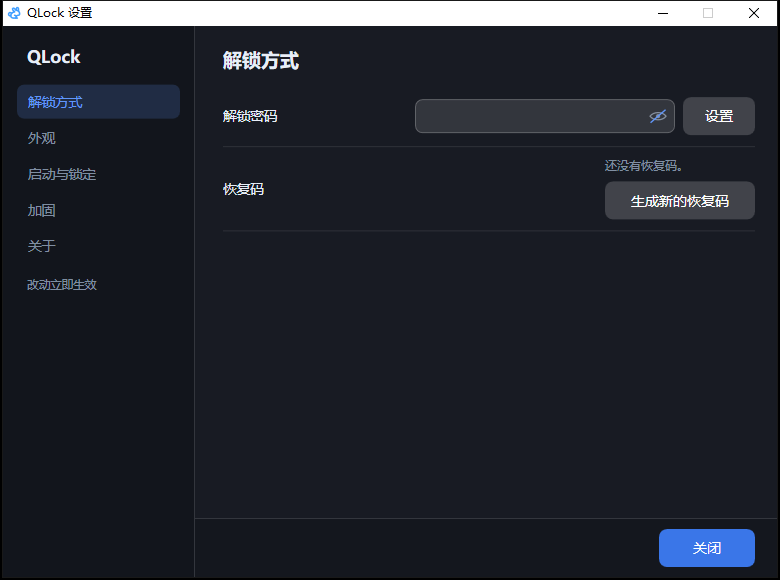 QLock 设置
QLock
解锁方式
外观
启动与锁定
加固
关于
改动立即生效
解锁方式
解锁密码
设置
还没有恢复码。
恢复码
生成新的恢复码
关闭